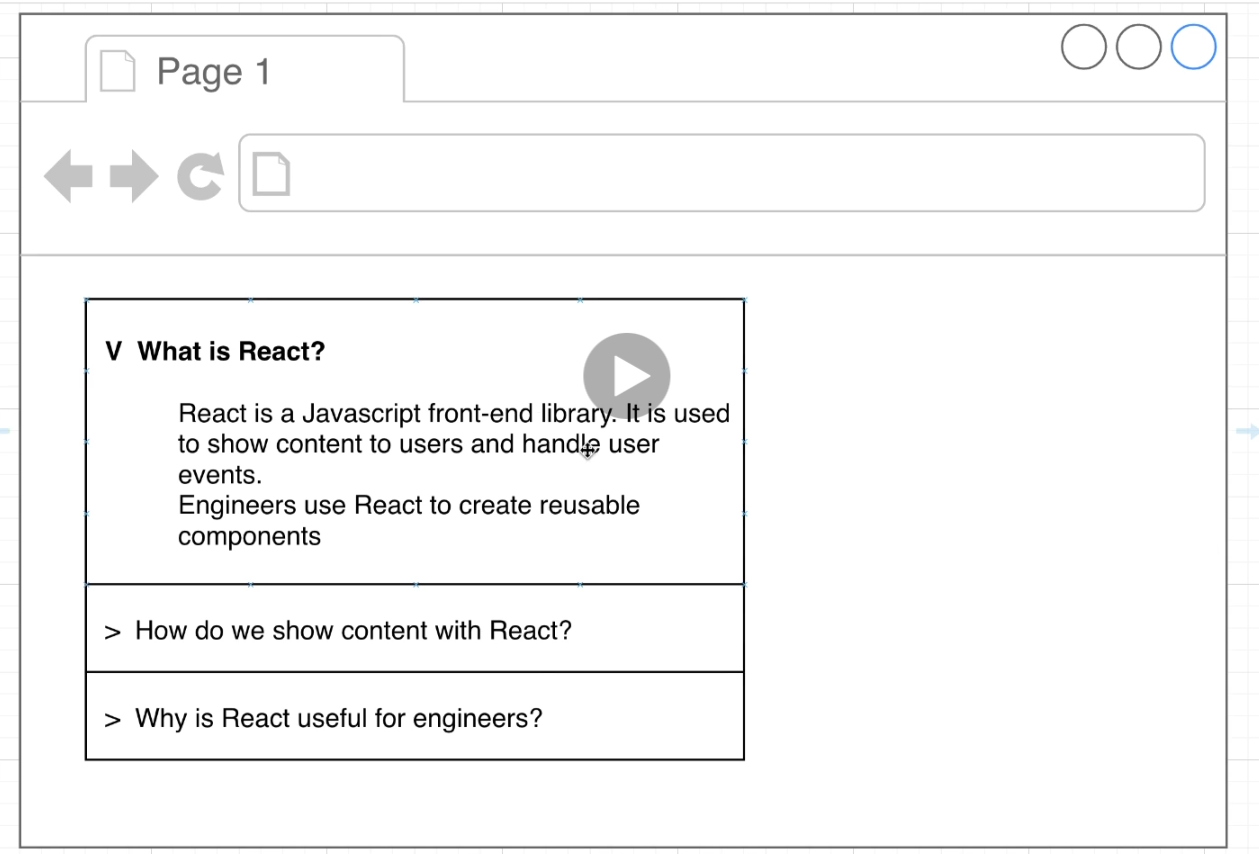 Page 1
V What is React?
React is a Javascript front-end library. It is used
to show content to users and handle user
events.
Engineers use React to create reusable
components
> How do we show content with React?
> Why is React useful for engineers?